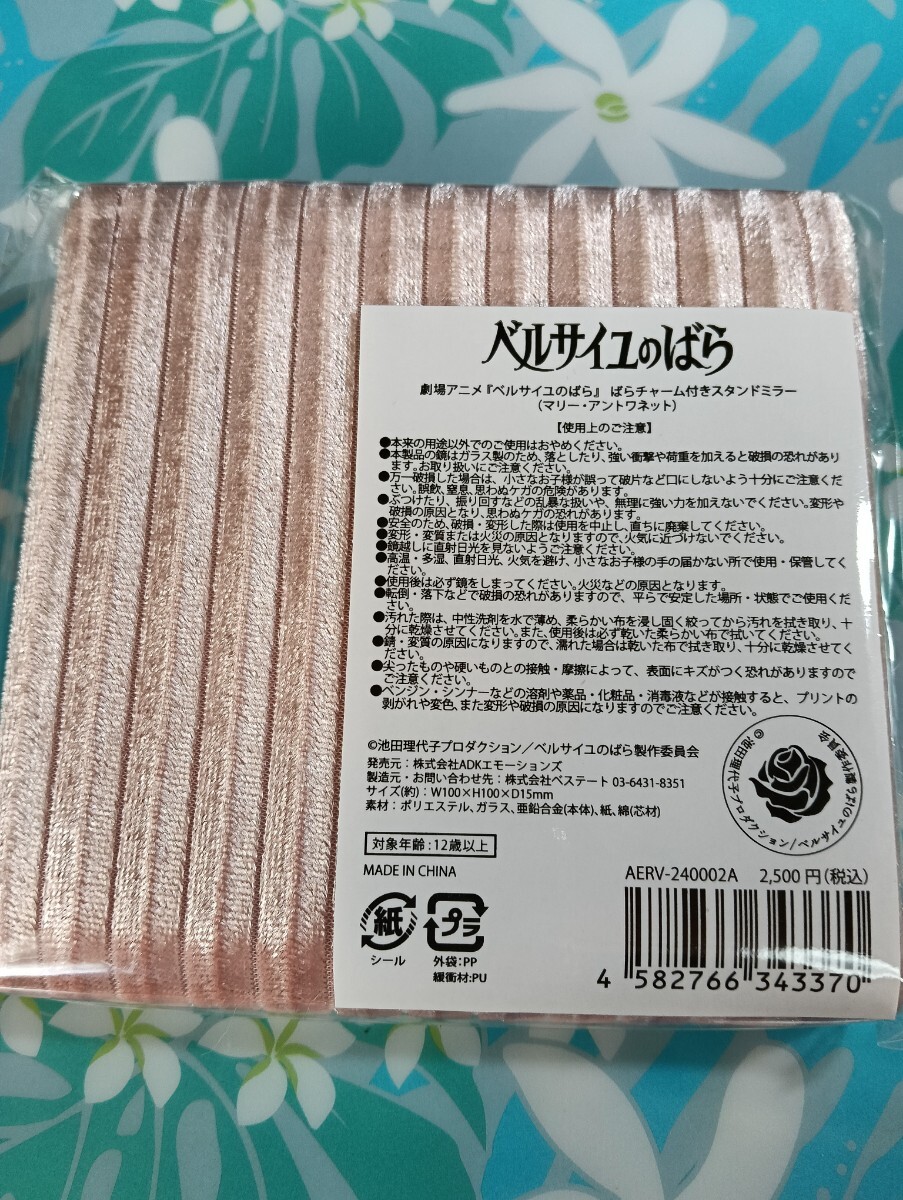 ベルサイユのばら
劇場アニメ『ベルサイユのばら』 ばらチャーム付きスタンドミラー
（マリー・アントワネット）
【使用上のご注意】
●本来の用途以外でのご使用はおやめください。
●本製品の鏡はガラス製のため、落としたり、強い衝撃や荷重を加えると破損の恐れがあり
ます。お取り扱いにご注意ください。
●万一破損した場合は、小さなお子様が誤って破片など口にしないよう十分にご注意くださ
い。誤飲、窒息、思わぬケガの危険があります。
●ぶつけたり、振り回すなどの乱暴な扱いや、無理に強い力を加えないでください。変形や
破損の原因となり、思わぬケガの恐れがあります。
●安全のため、破損・変形した際は使用を中止し、直ちに廃棄してください。
●変形・変質または火災の原因となりますので、火気に近づけないでください。
●鏡越しに直射日光を見ないようご注意ください。
●高温・多湿、直射日光、火気を避け、小さなお子様の手の届かない所で使用・保管してく
ださい。
●使用後は必ず鏡をしまってください。火災などの原因となります。
●転倒・落下などで破損の恐れがありますので、平らで安定した場所・状態でご使用くだ
さい。
●汚れた際は、中性洗剤を水で薄め、柔らかい布を浸し固く絞ってから汚れを拭き取り、十
分に乾燥させてください。また、使用後は必ず乾いた柔らかい布で拭いてください。
●錆・変質の原因になりますので、濡れた場合は乾いた布で拭き取り、十分に乾燥させてく
ださい。
●尖ったものや硬いものとの接触・摩擦によって、表面にキズがつく恐れがありますので
ご注意ください。
●ベンジン・シンナーなどの溶剤や薬品・化粧品・消毒液などが接触すると、プリントの
剥がれや変色、また変形や破損の原因になりますのでご注意ください。
©池田理代子プロダクション／ベルサイユのばら製作委員会
発売元：株式会社ADKエモーションズ
製造元・お問い合わせ先：株式会社ベステート 03-6431-8351
サイズ(約)：W100×H100×D15mm
素材：ポリエステル、ガラス、亜鉛合金(本体)、紙、綿(芯材)
©池田理代子プロダクション/ベルサイユのばら製作委員会
対象年齢：12歳以上
MADE IN CHINA
AERV-240002A 2,500円(税込)
紙
シール
プラ
外袋：PP
緩衝材：PU
4 582766 343370